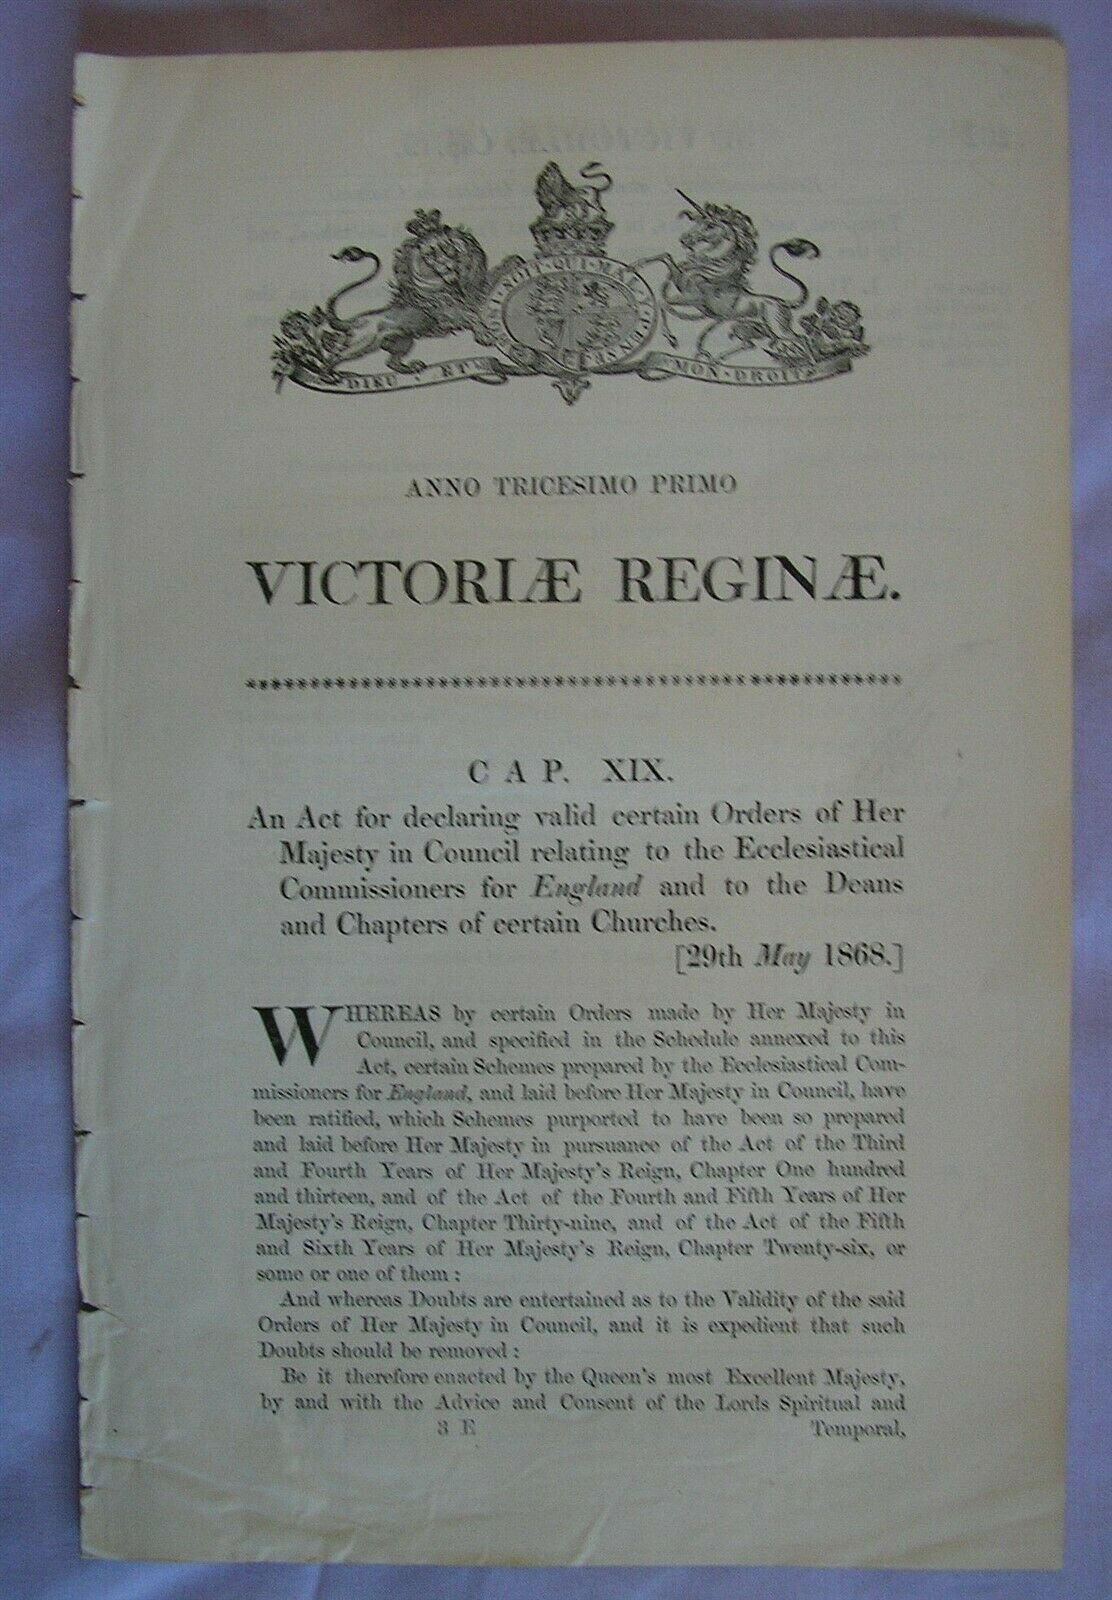 HONI·SOIT·QUI·MAL·Y·PENSE
DIEU · ET
MON·DROIT
ANNO TRICESIMO PRIMO
VICTORIÆ REGINÆ.
CAP. XIX.
An Act for declaring valid certain Orders of Her
Majesty in Council relating to the Ecclesiastical
Commissioners for England and to the Deans
and Chapters of certain Churches.
[29th May 1868.]
WHEREAS by certain Orders made by Her Majesty in
Council, and specified in the Schedule annexed to this
Act, certain Schemes prepared by the Ecclesiastical Com-
missioners for England, and laid before Her Majesty in Council, have
been ratified, which Schemes purported to have been so prepared
and laid before Her Majesty in pursuance of the Act of the Third
and Fourth Years of Her Majesty's Reign, Chapter One hundred
and thirteen, and of the Act of the Fourth and Fifth Years of Her
Majesty's Reign, Chapter Thirty-nine, and of the Act of the Fifth
and Sixth Years of Her Majesty's Reign, Chapter Twenty-six, or
some or one of them:
And whereas Doubts are entertained as to the Validity of the said
Orders of Her Majesty in Council, and it is expedient that such
Doubts should be removed:
Be it therefore enacted by the Queen's most Excellent Majesty,
by and with the Advice and Consent of the Lords Spiritual and
3 E Temporal,